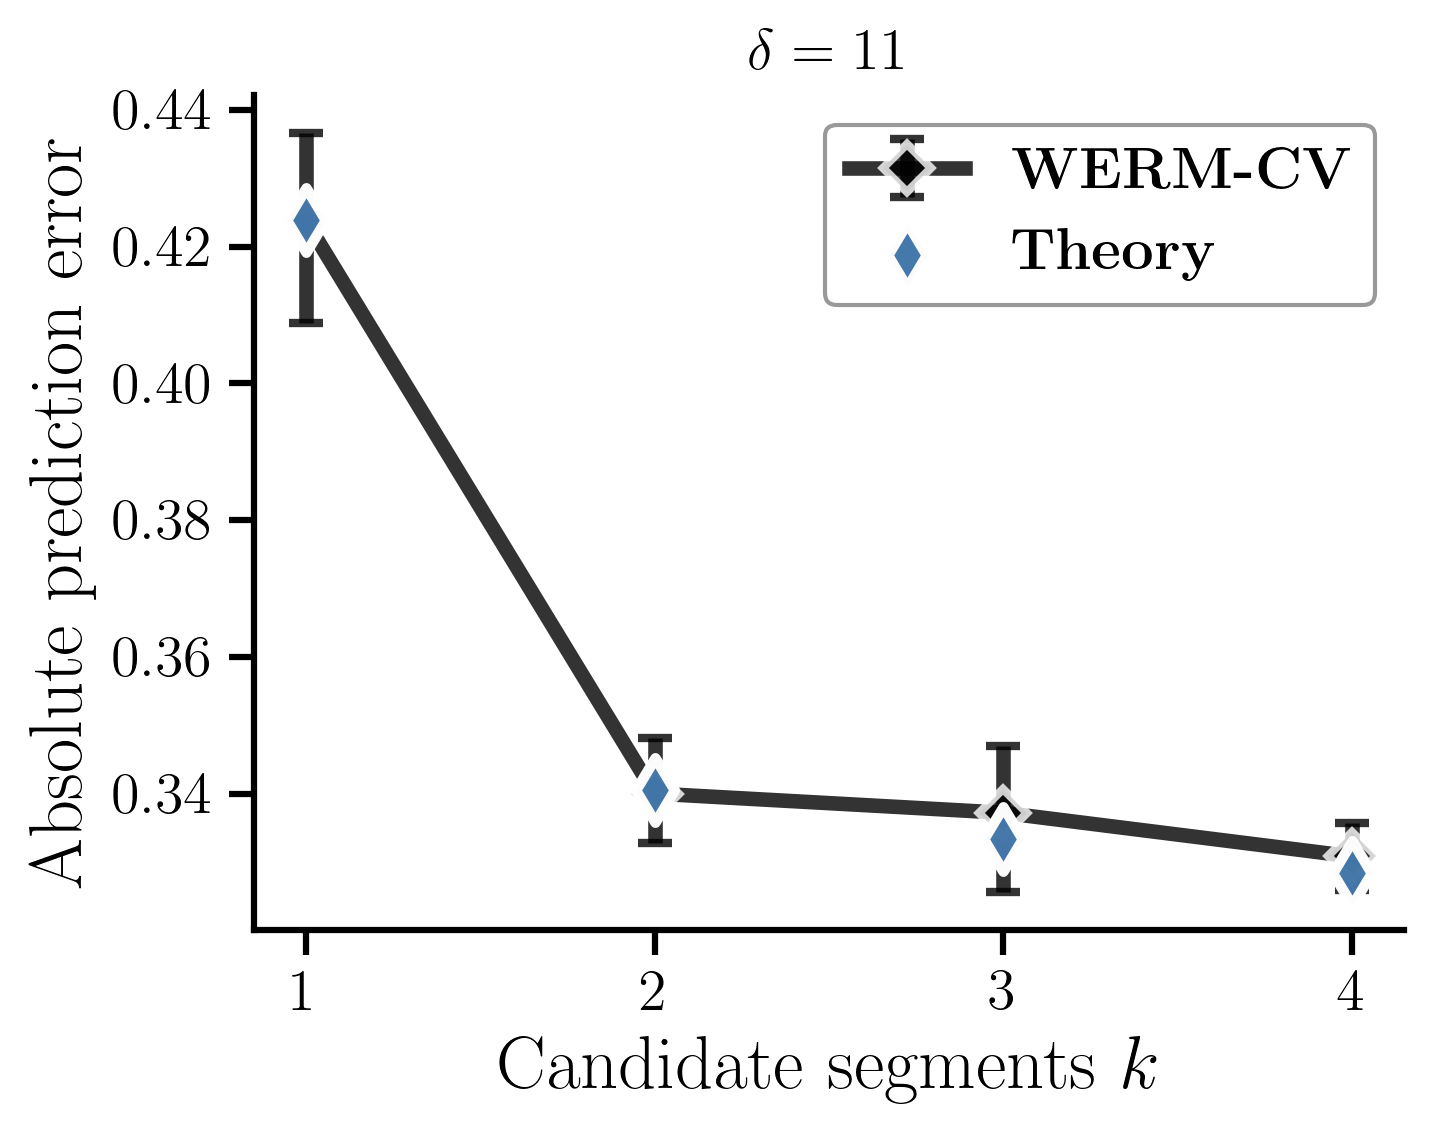 δ = 11
0.44
0.42
0.40
0.38
0.36
0.34
Absolute prediction error
WERM-CV
Theory
1 2 3 4
Candidate segments k